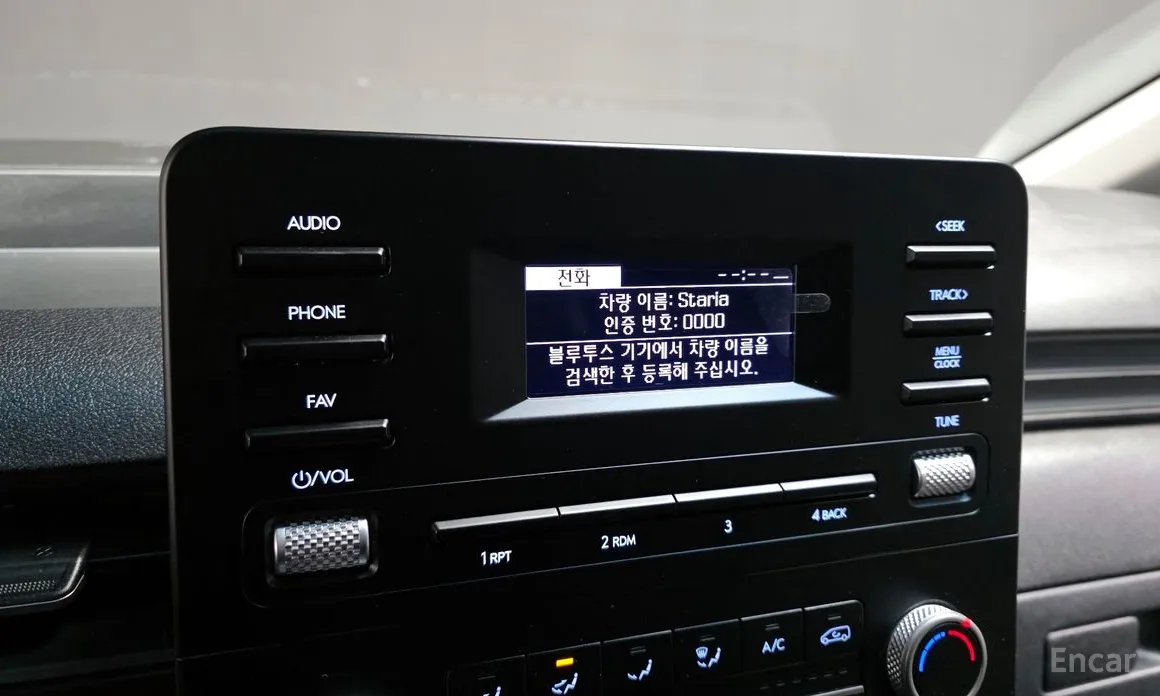 AUDIO
<SEEK
전화
--:-- __
차량 이름: Staria
인증 번호: 0000
블루투스 기기에서 차량 이름을
검색한 후 등록해 주십시오.
TRACK>
PHONE
MENU
CLOCK
FAV
TUNE
/VOL
1 RPT
2 RDM
3
4 BACK
A/C
Encar